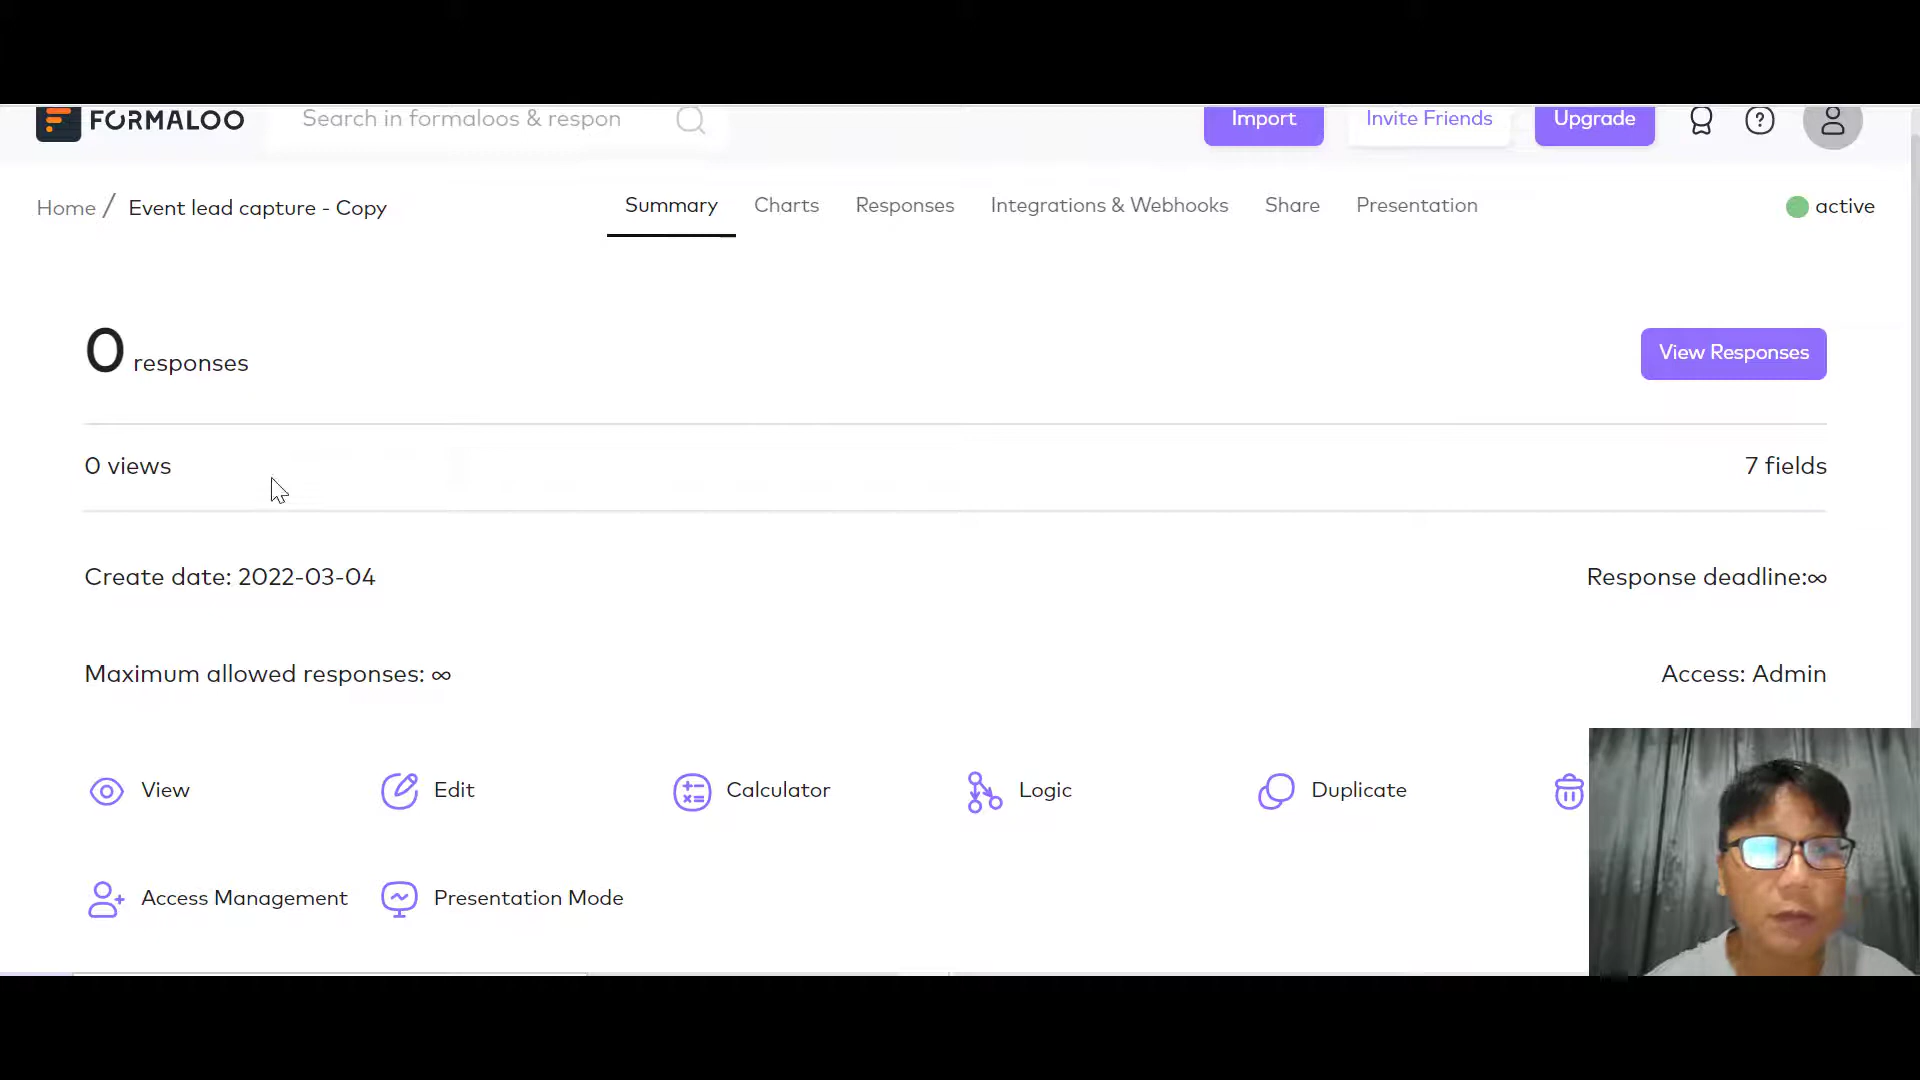 FORMALOO
Search in formaloos & respon
Import
Invite Friends
Upgrade
Home / Event lead capture - Copy
Summary
Charts
Responses
Integrations & Webhooks
Share
Presentation
active
0 responses
View Responses
0 views
7 fields
Create date: 2022-03-04
Response deadline:∞
Maximum allowed responses: ∞
Access: Admin
View
Edit
Calculator
Logic
Duplicate
Access Management
Presentation Mode